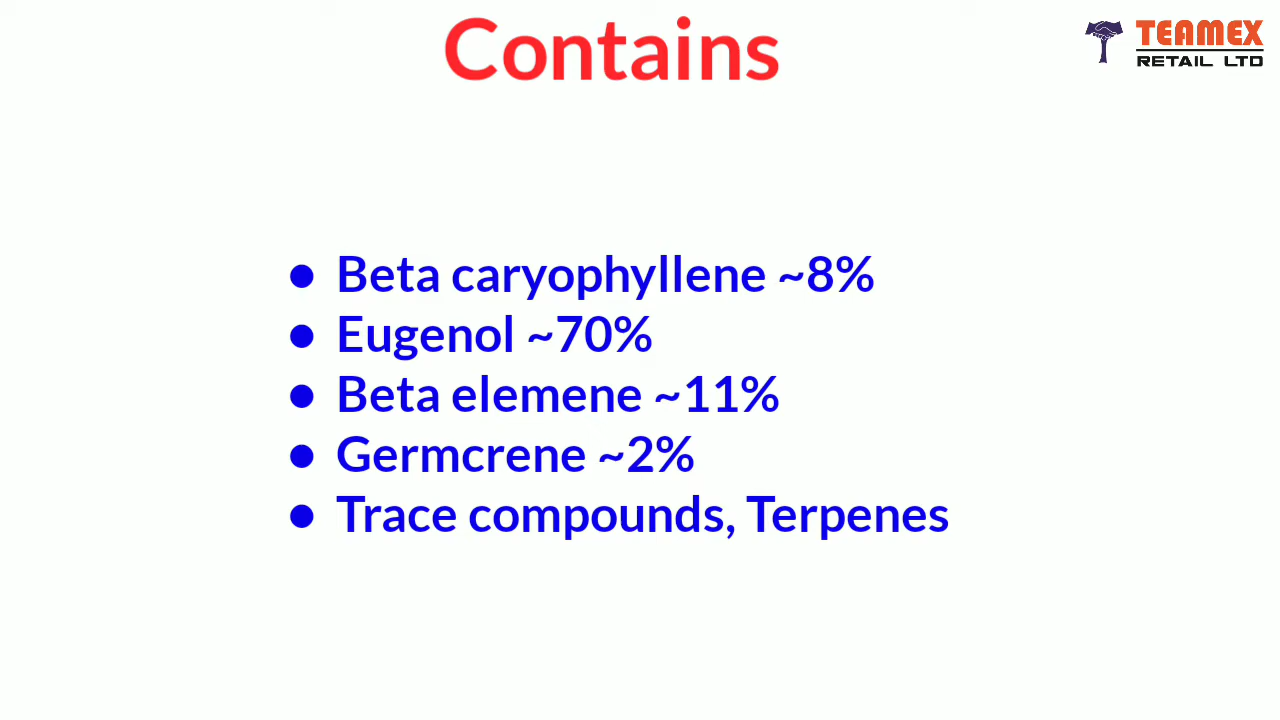 Contains
TEAMEX
RETAIL LTD
● Beta caryophyllene ~8%
● Eugenol ~70%
● Beta elemene ~11%
● Germcrene ~2%
● Trace compounds, Terpenes